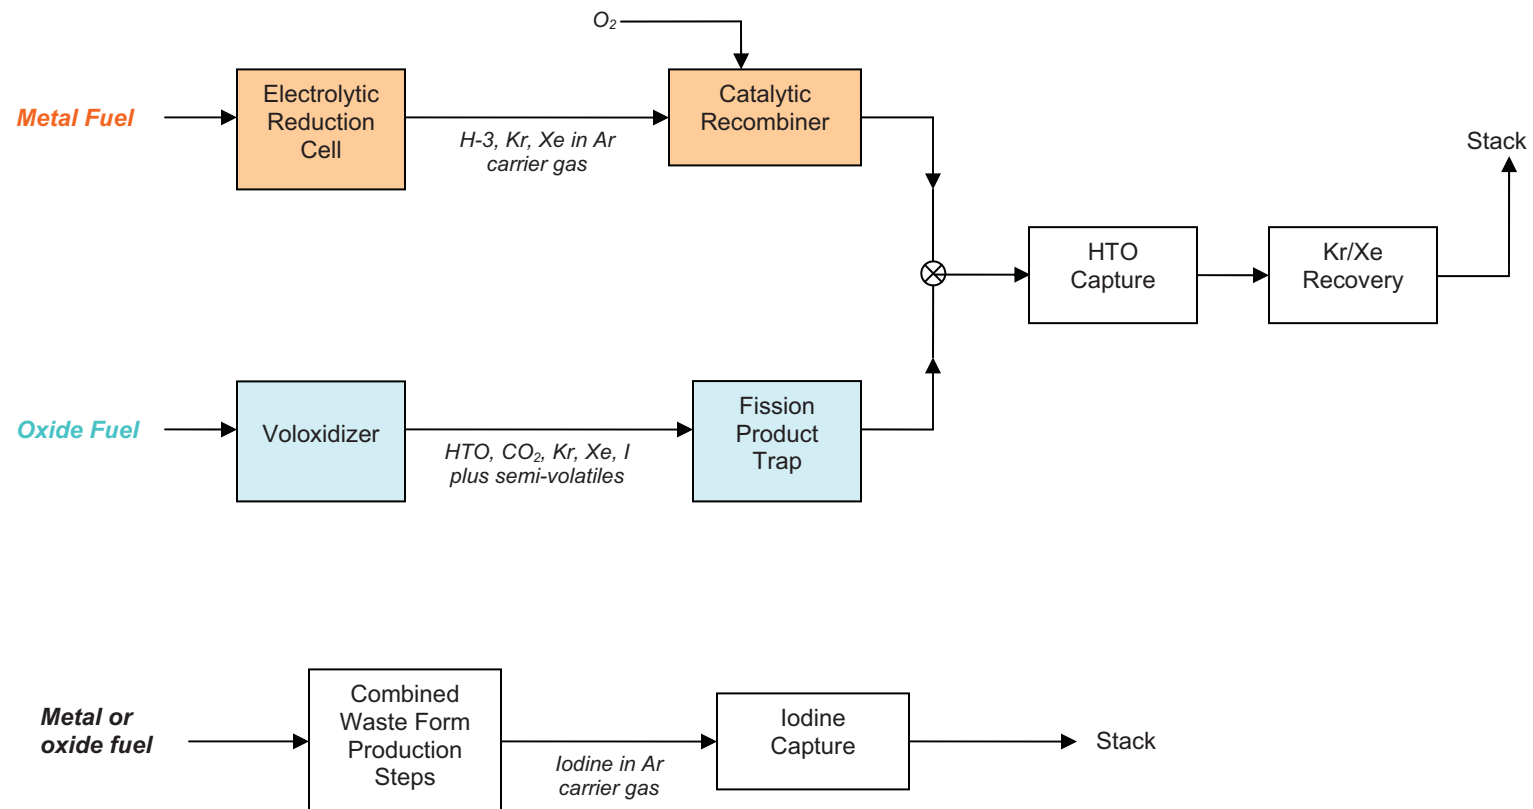 O₂
Metal Fuel
Electrolytic
Reduction
Cell
H-3, Kr, Xe in Ar
carrier gas
Catalytic
Recombiner
Stack
HTO
Capture
Kr/Xe
Recovery
Oxide Fuel
Voloxidizer
HTO, CO₂, Kr, Xe, I
plus semi-volatiles
Fission
Product
Trap
Metal or
oxide fuel
Combined
Waste Form
Production
Steps
Iodine in Ar
carrier gas
Iodine
Capture
Stack